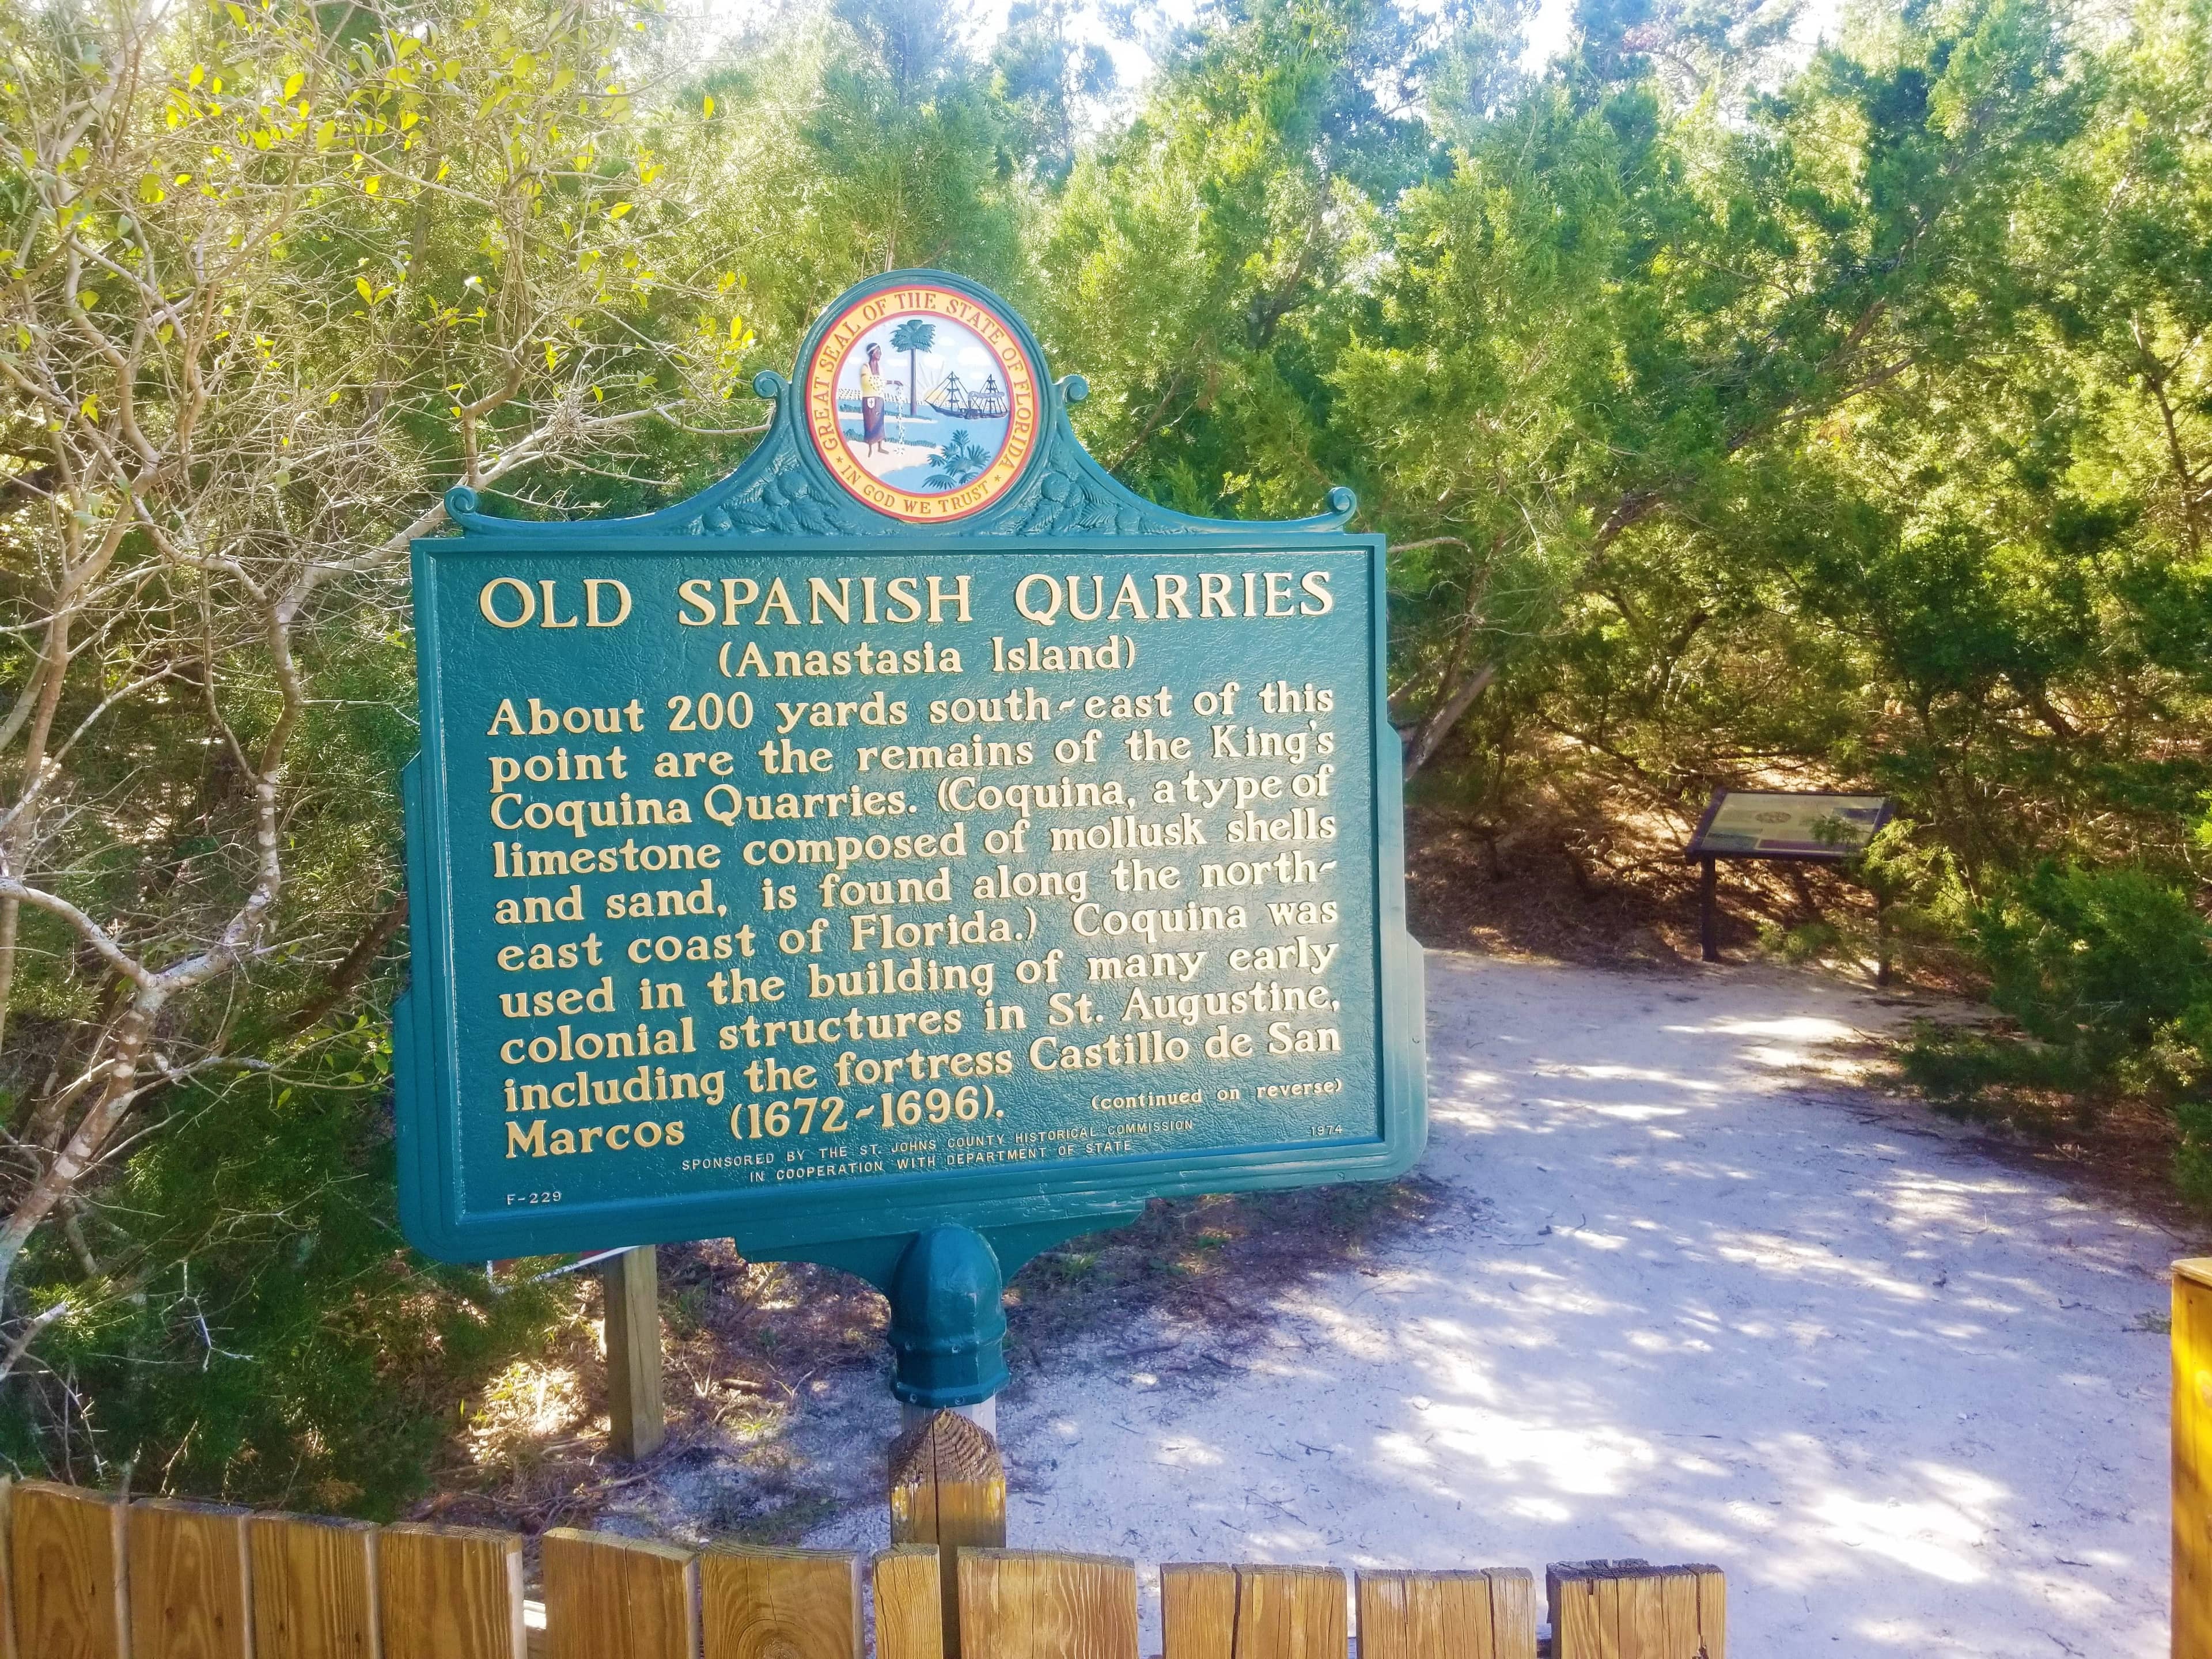 GREAT SEAL OF THE STATE OF FLORIDA
IN GOD WE TRUST
OLD SPANISH QUARRIES
(Anastasia Island)
About 200 yards south-east of this
point are the remains of the King's
Coquina Quarries. (Coquina, a type of
limestone composed of mollusk shells
and sand, is found along the north-
east coast of Florida.) Coquina was
used in the building of many early
colonial structures in St. Augustine,
including the fortress Castillo de San
Marcos (1672-1696).
(continued on reverse)
SPONSORED BY THE ST. JOHNS COUNTY HISTORICAL COMMISSION
IN COOPERATION WITH DEPARTMENT OF STATE
1974
F-229